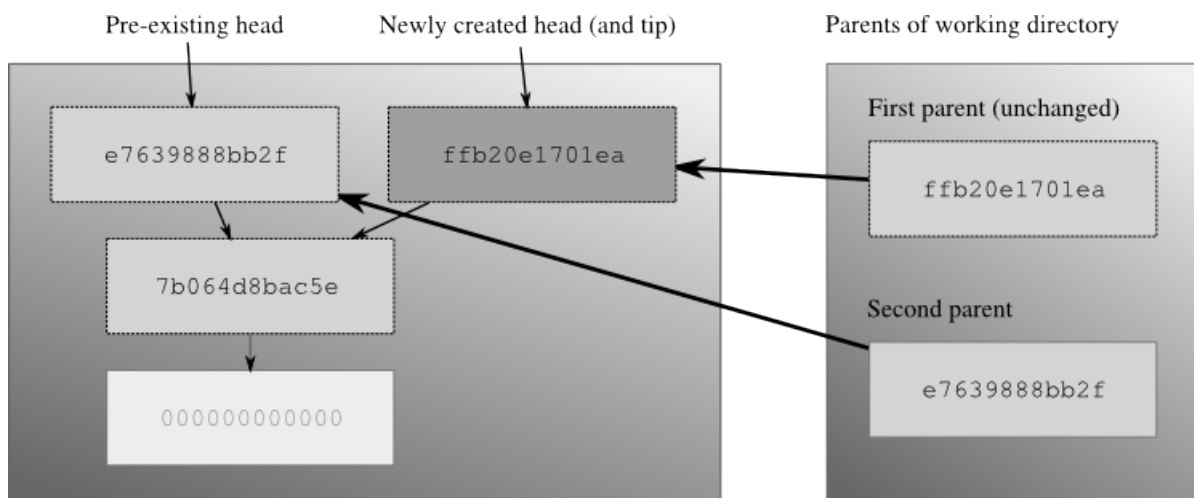 Pre-existing head
Newly created head (and tip)
Parents of working directory
First parent (unchanged)
e7639888bb2f
ffb20e1701ea
ffb20e1701ea
7b064d8bac5e
Second parent
e7639888bb2f
000000000000